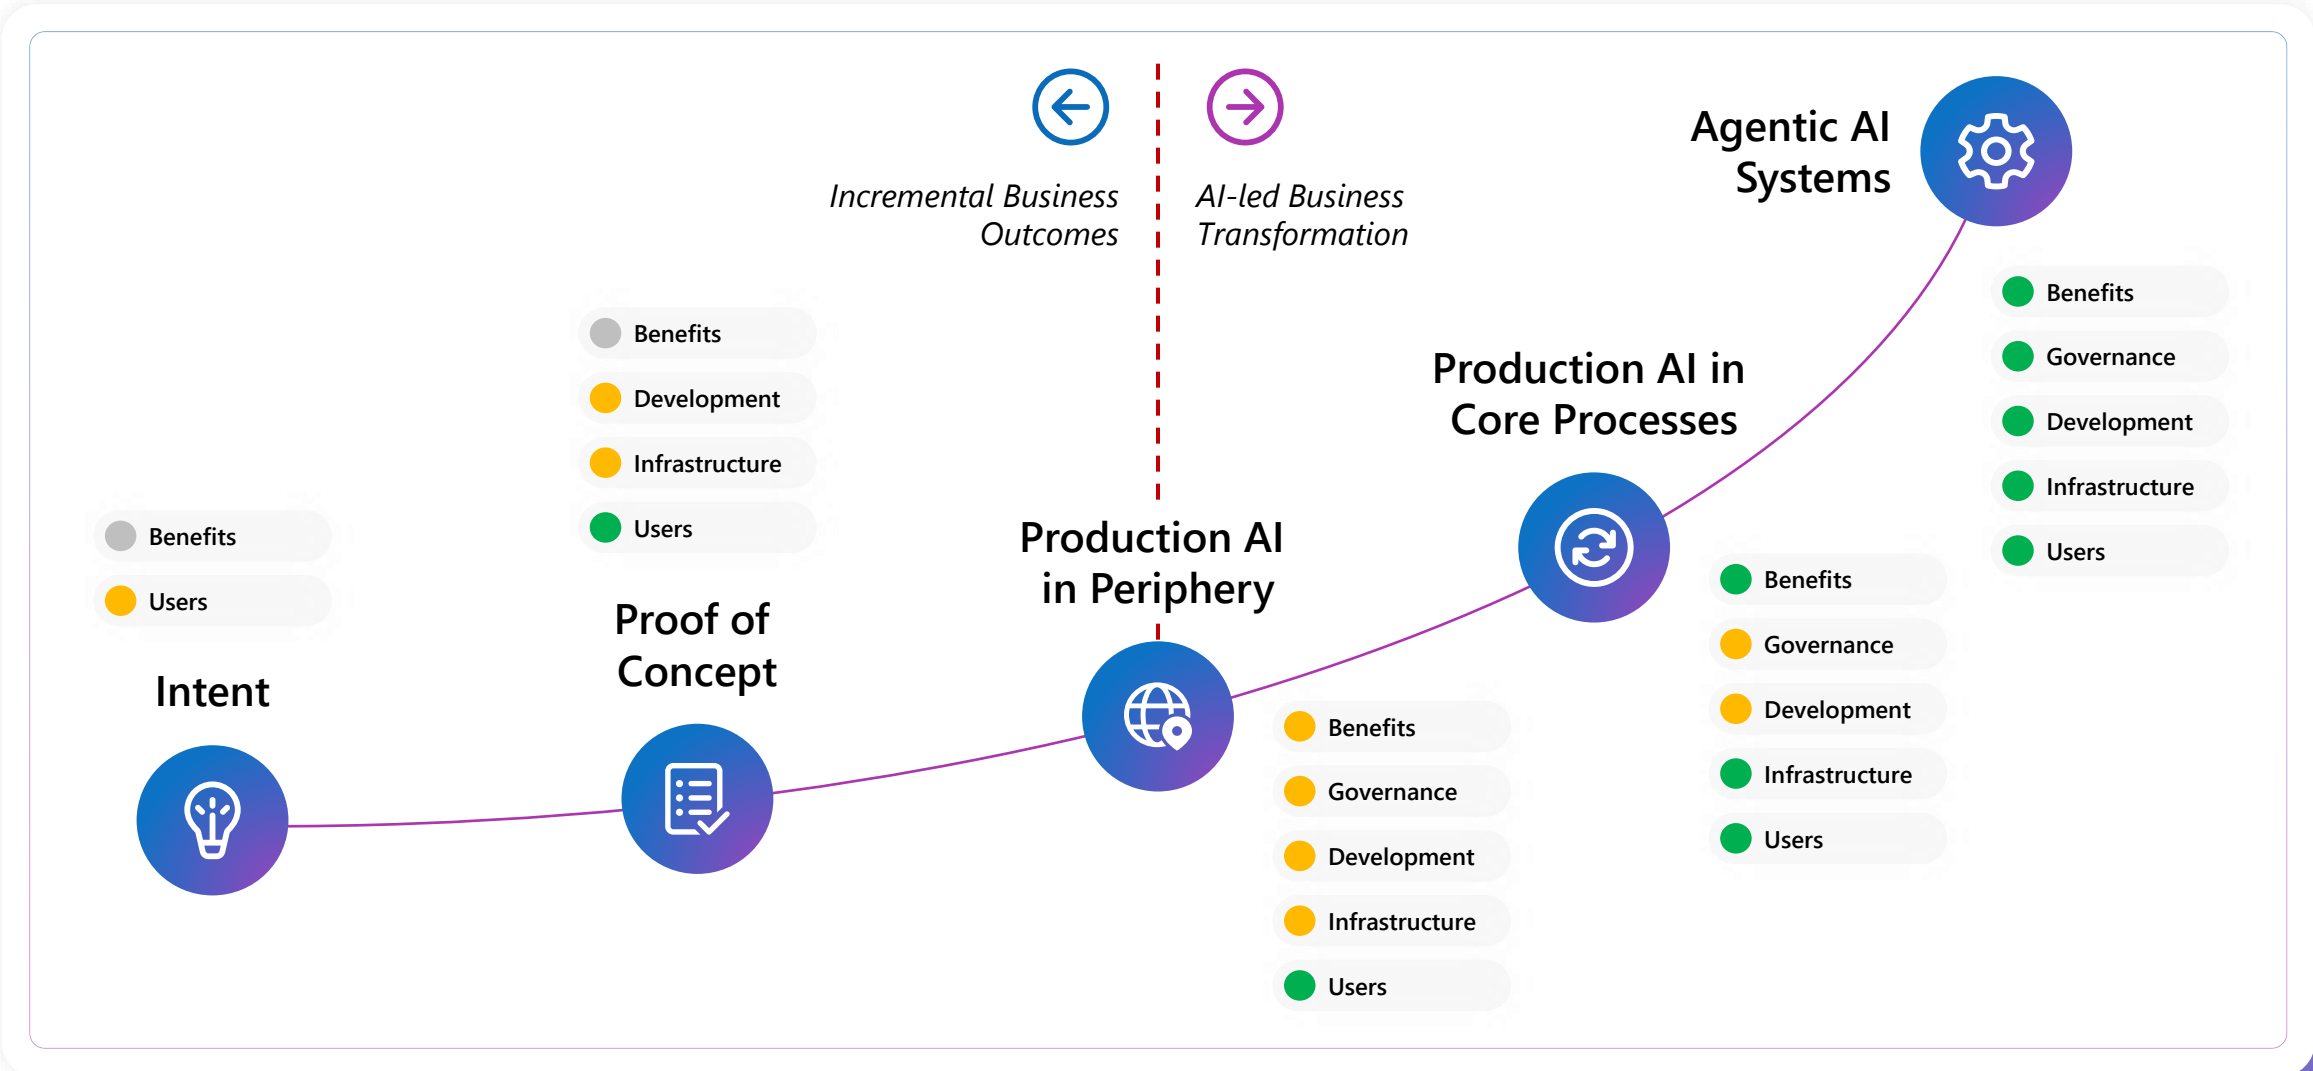 Incremental Business
Outcomes
AI-led Business
Transformation
Benefits
Users
Intent
Benefits
Development
Infrastructure
Users
Proof of
Concept
Production AI
in Periphery
Benefits
Governance
Development
Infrastructure
Users
Production AI in
Core Processes
Benefits
Governance
Development
Infrastructure
Users
Agentic AI
Systems
Benefits
Governance
Development
Infrastructure
Users